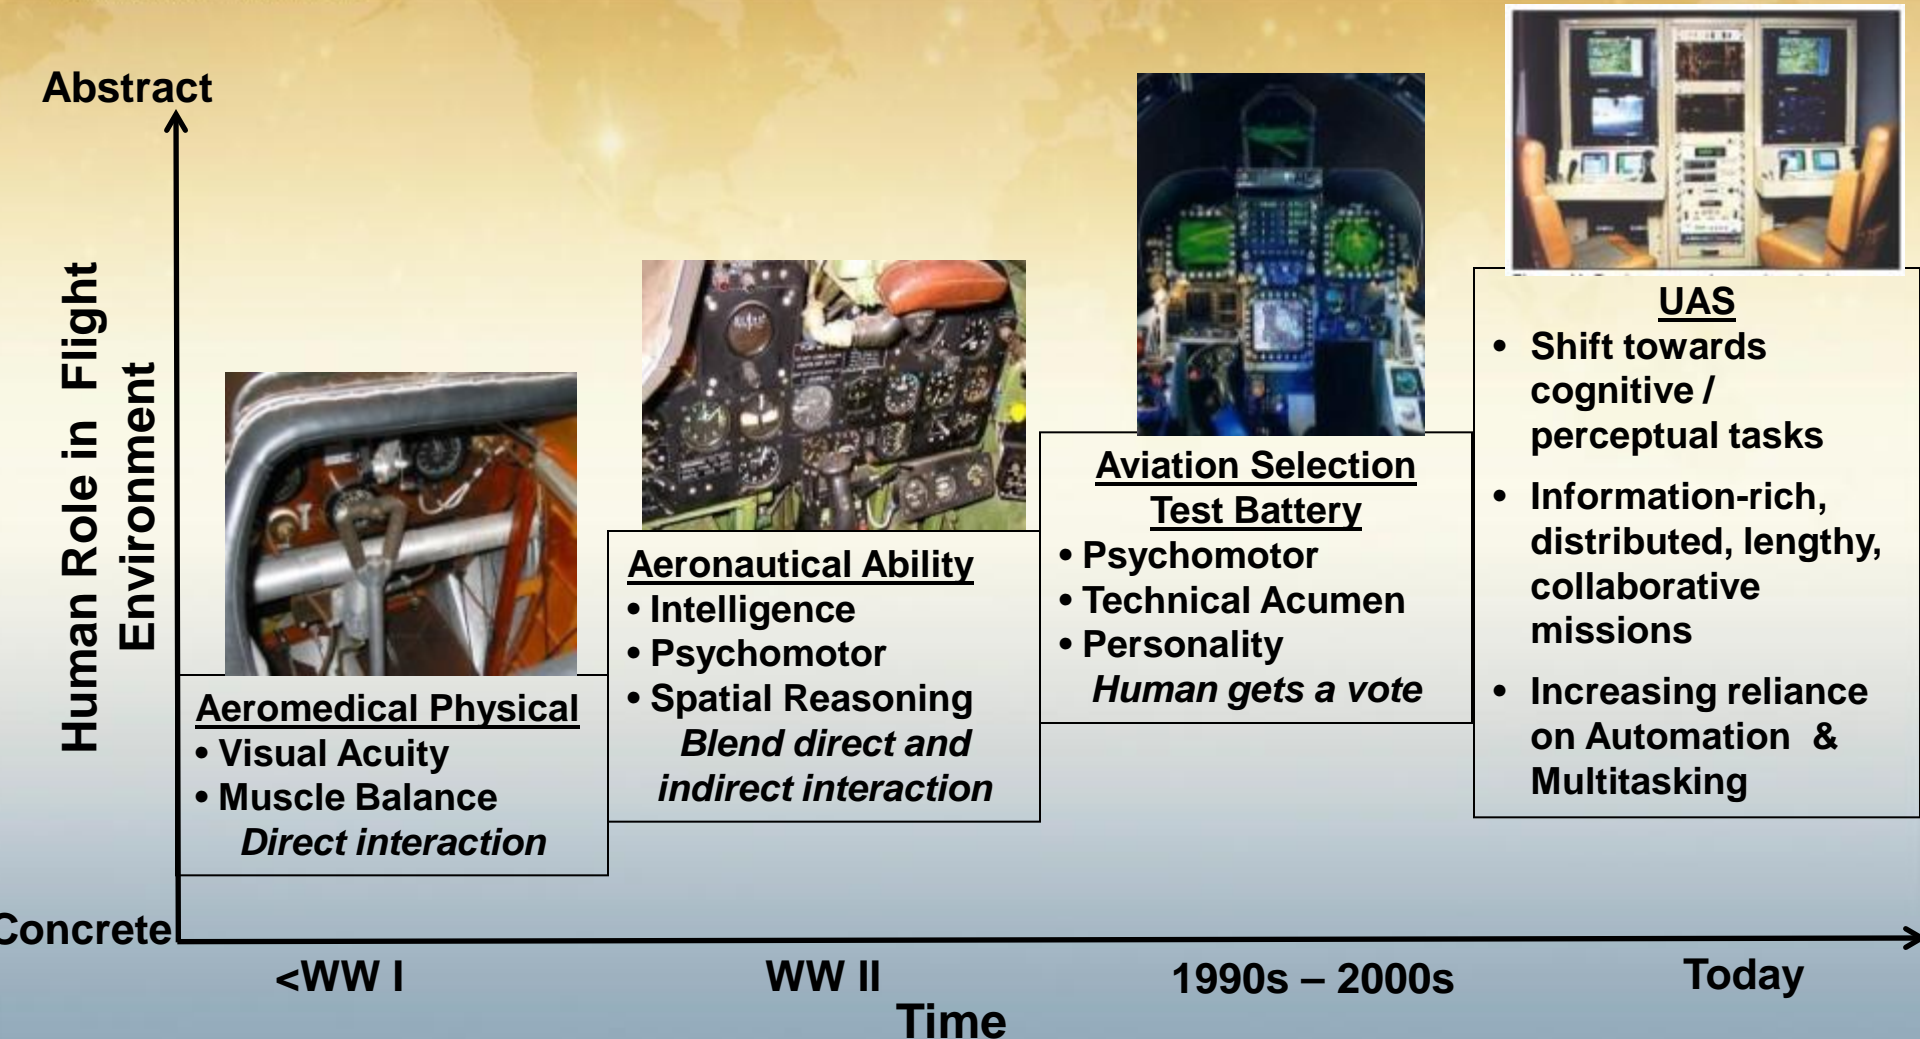 Abstract
Human Role in Flight
Environment
Concrete
Aeromedical Physical
• Visual Acuity
• Muscle Balance
Direct interaction
Aeronautical Ability
• Intelligence
• Psychomotor
• Spatial Reasoning
Blend direct and
indirect interaction
Aviation Selection
Test Battery
• Psychomotor
• Technical Acumen
• Personality
Human gets a vote
UAS
• Shift towards
cognitive /
perceptual tasks
• Information-rich,
distributed, lengthy,
collaborative
missions
• Increasing reliance
on Automation &
Multitasking
<WW I
WW II
1990s – 2000s
Today
Time